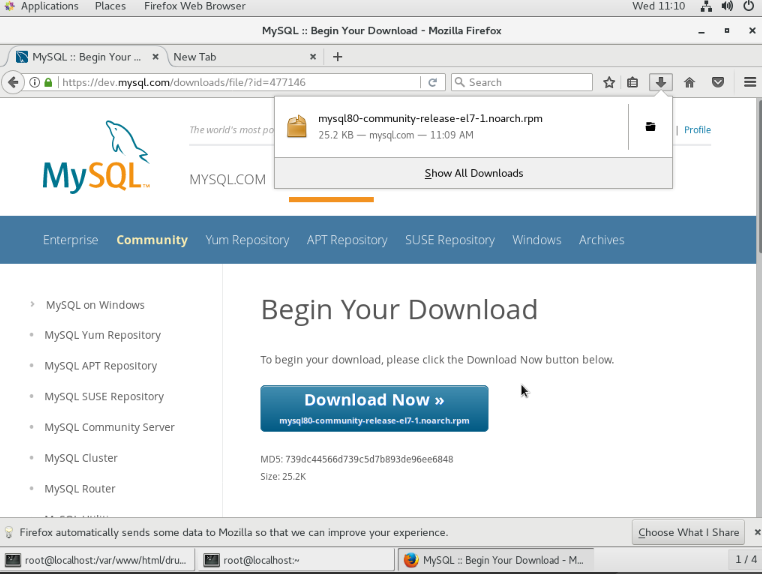 Applications Places Firefox Web Browser Wed 11:10
MySQL :: Begin Your Download - Mozilla Firefox
MySQL :: Begin Your ... × New Tab × +
https://dev.mysql.com/downloads/file/?id=477146 Search
mysql80-community-release-el7-1.noarch.rpm
25.2 KB — mysql.com — 11:09 AM
Show All Downloads
The world's most po
| Profile
MySQL™
MYSQL.COM
Enterprise Community Yum Repository APT Repository SUSE Repository Windows Archives
MySQL on Windows
MySQL Yum Repository
MySQL APT Repository
MySQL SUSE Repository
MySQL Community Server
MySQL Cluster
MySQL Router
Begin Your Download
To begin your download, please click the Download Now button below.
Download Now »
mysql80-community-release-el7-1.noarch.rpm
MD5: 739dc44566d739c5d7b893de96ee6848
Size: 25.2K
Firefox automatically sends some data to Mozilla so that we can improve your experience. Choose What I Share ×
root@localhost:/var/www/html/dru... root@localhost:~ MySQL :: Begin Your Download - M... 1 / 4